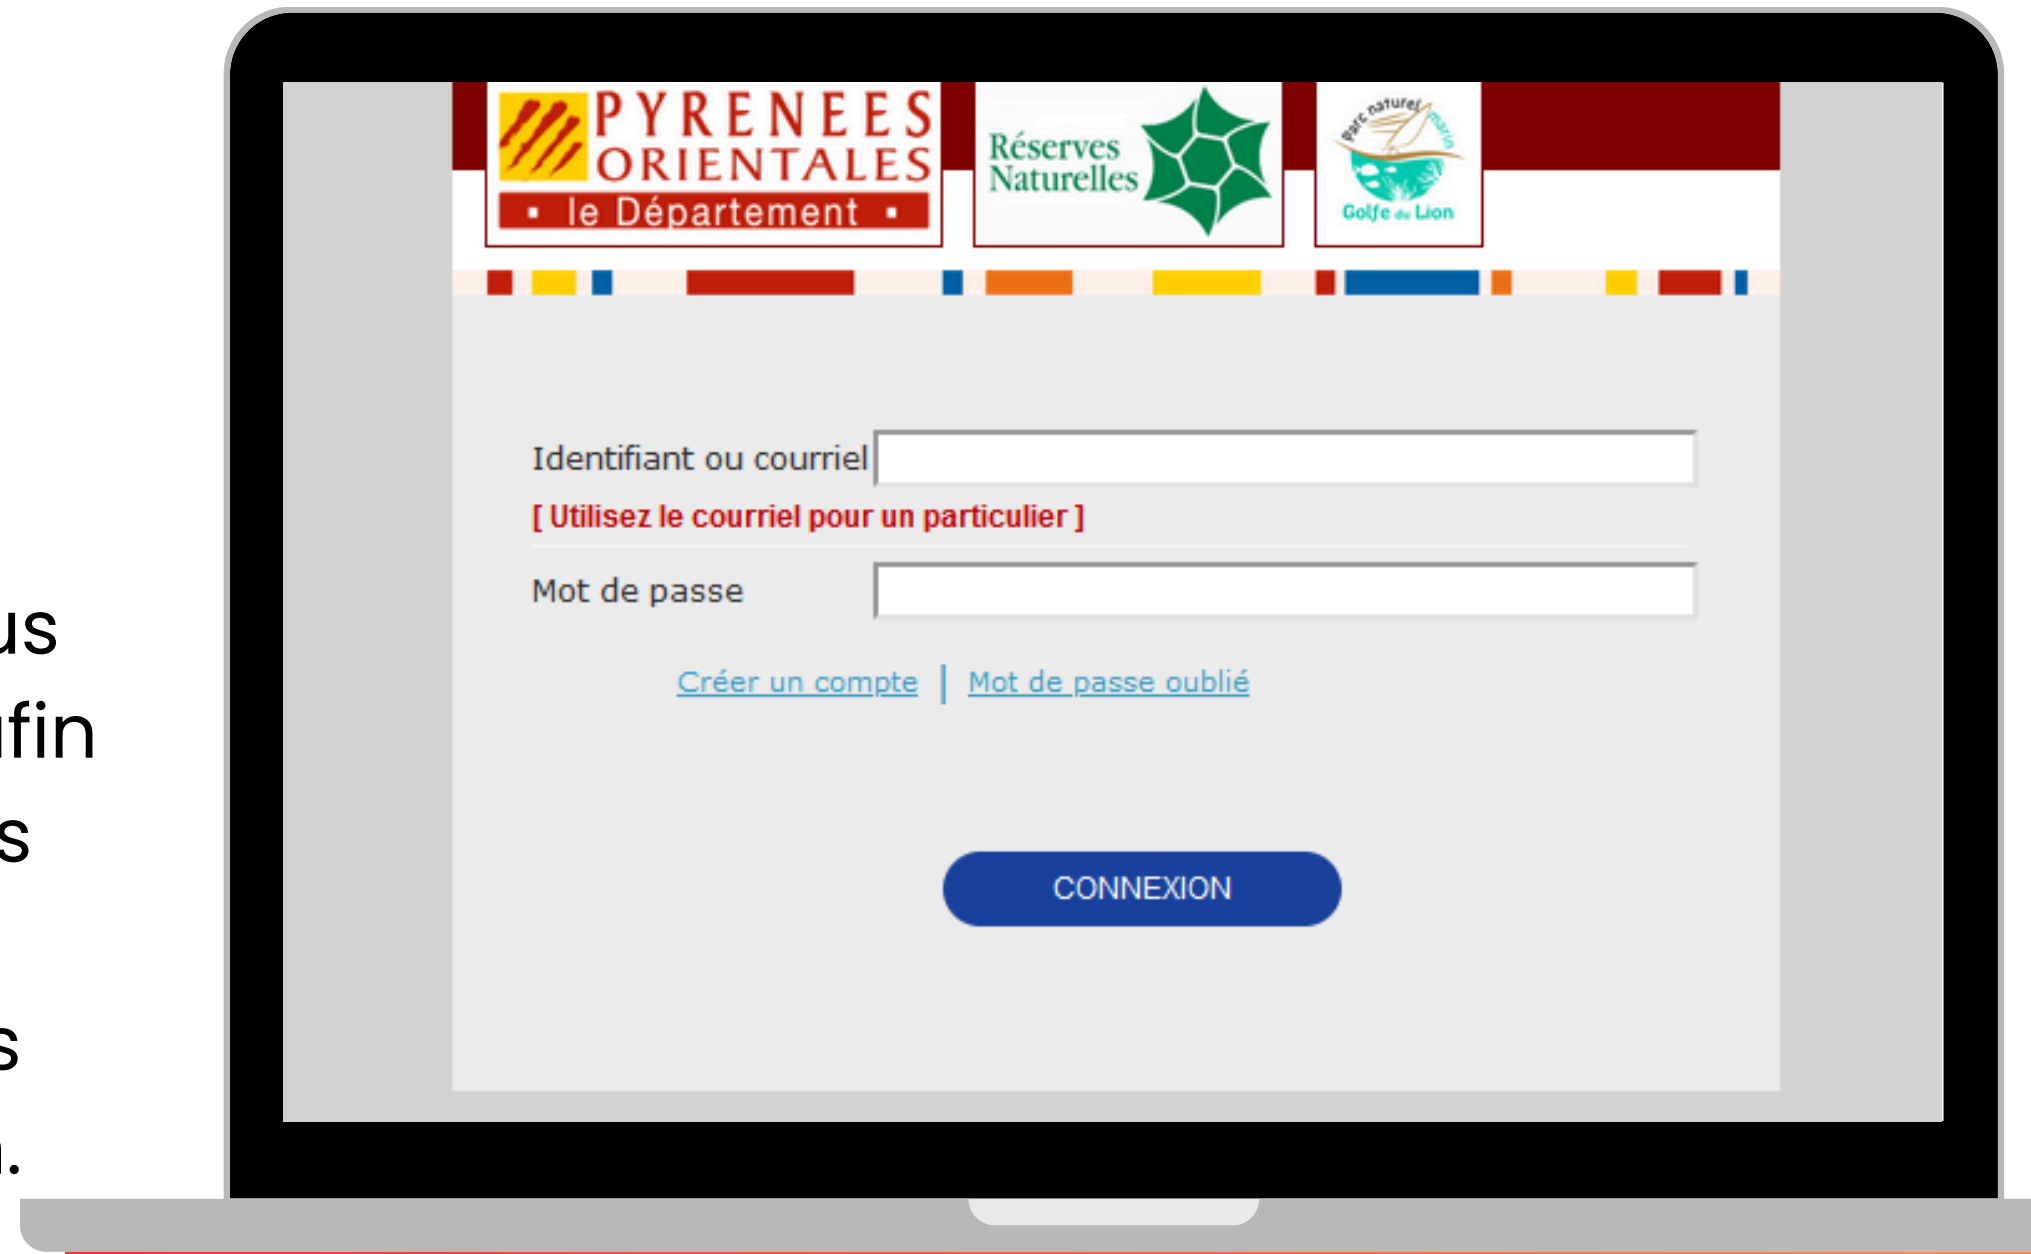 PYRENEES
ORIENTALES
▪ le Département ▪
Réserves
Naturelles
Parc naturel marin
Golfe du Lion
Identifiant ou courriel
[ Utilisez le courriel pour un particulier ]
Mot de passe
Créer un compte | Mot de passe oublié
CONNEXION
us
afin
s
s